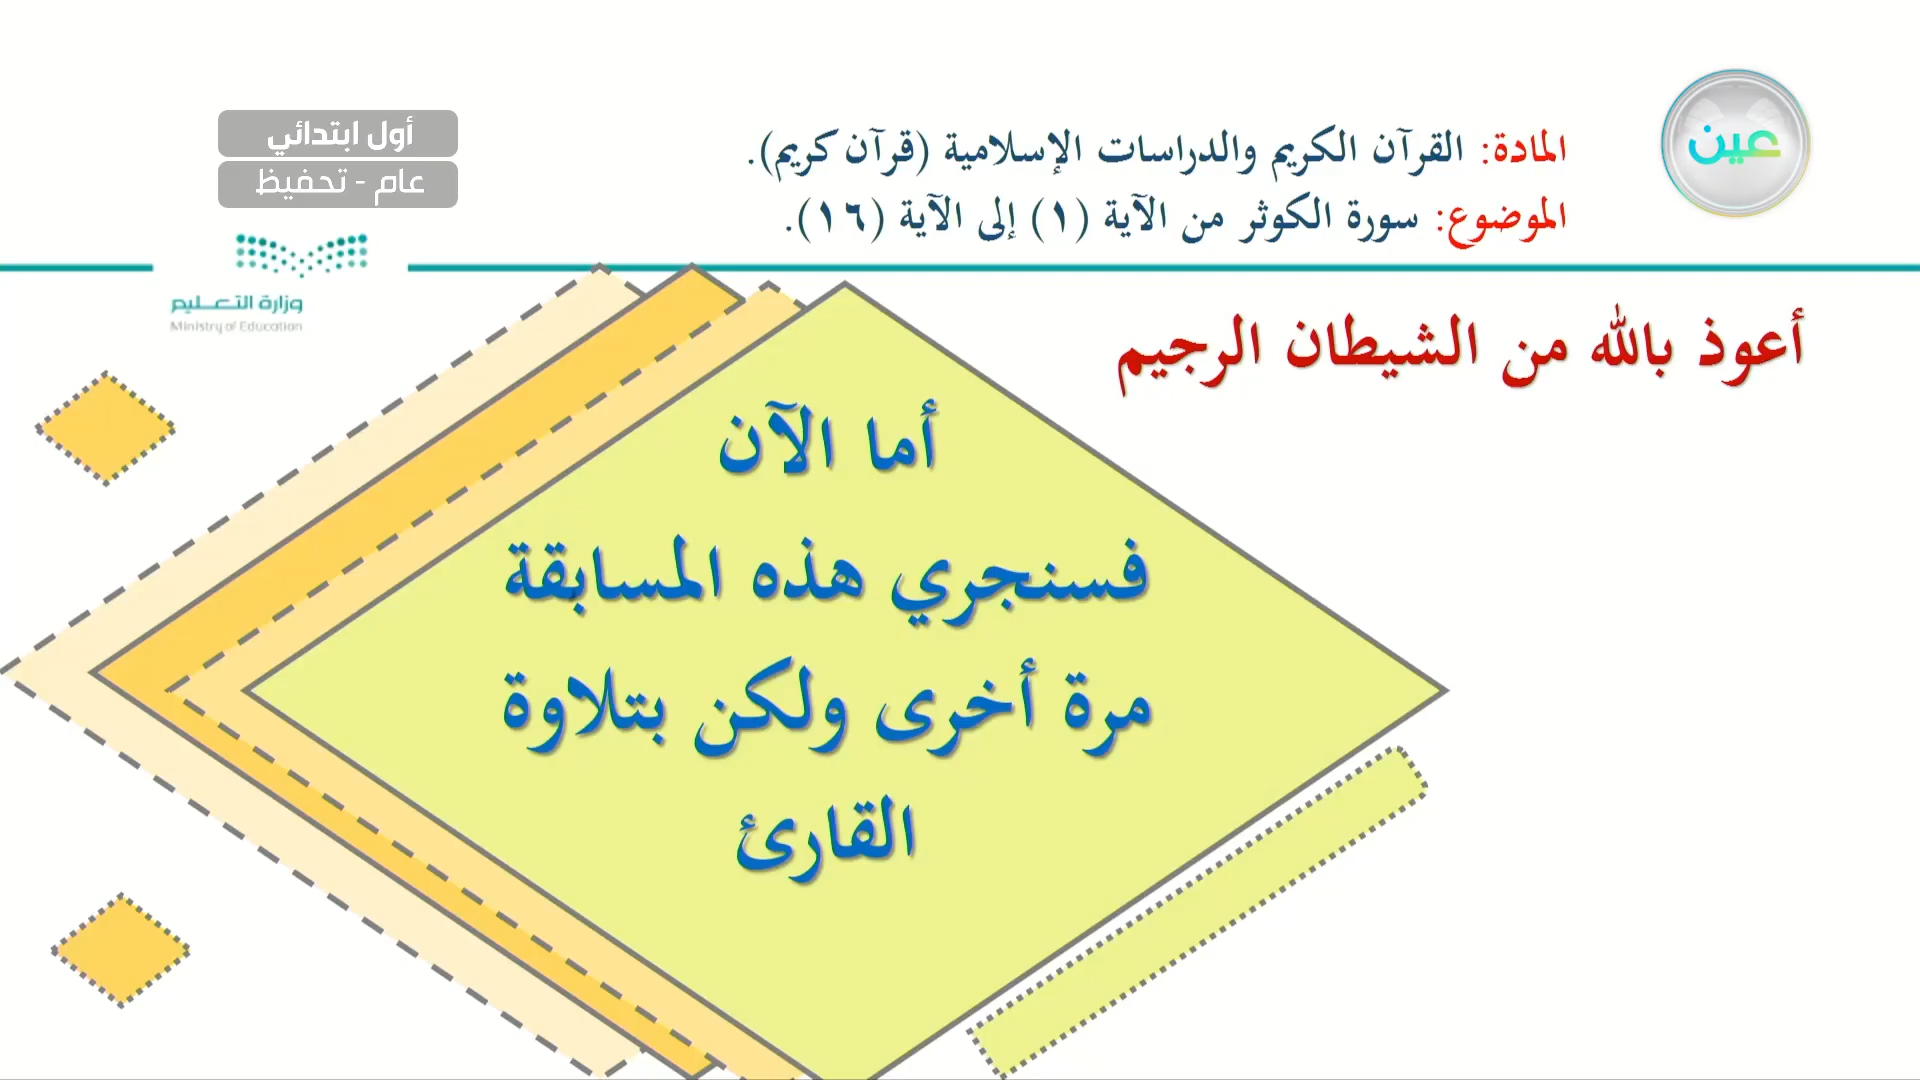 عين
المادة: القرآن الكريم والدراسات الإسلامية (قرآن كريم).
الموضوع: سورة الكوثر من الآية (١) إلى الآية (١٦).
أول ابتدائي
عام - تحفيظ
وزارة التعليم
Ministry of Education
أعوذ بالله من الشيطان الرجيم
أما الآن
فسنجري هذه المسابقة
مرة أخرى ولكن بتلاوة
القارئ